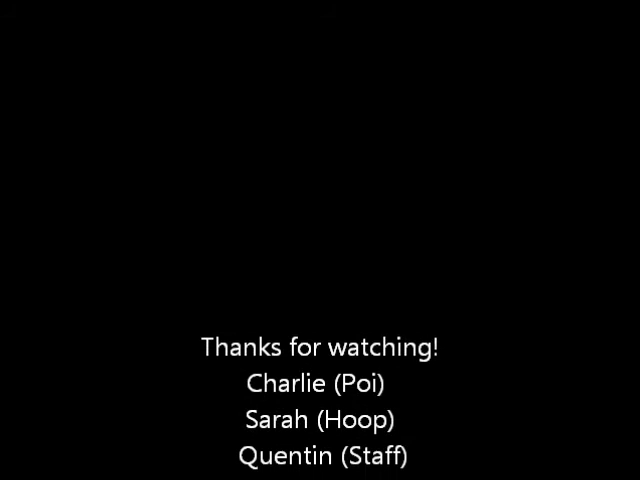 Thanks for watching!
Charlie (Poi)
Sarah (Hoop)
Quentin (Staff)